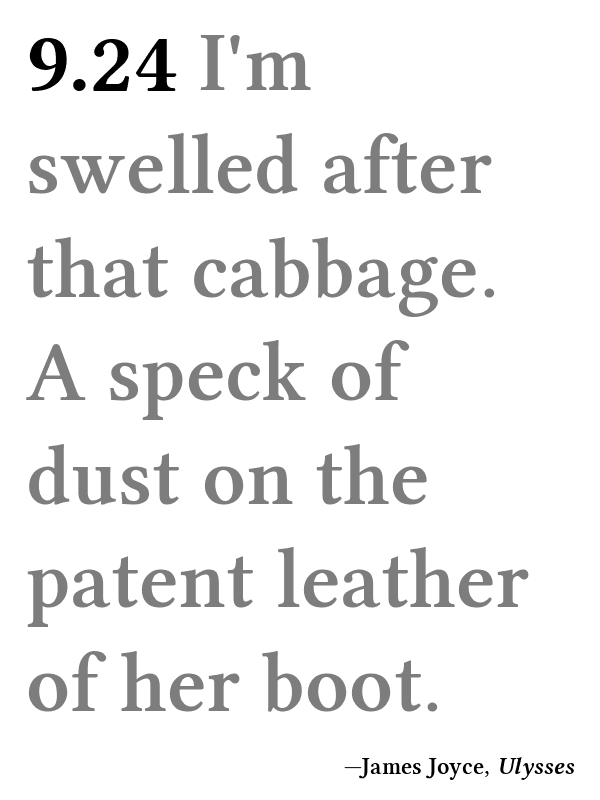 9.24 I'm
swelled after
that cabbage.
A speck of
dust on the
patent leather
of her boot.
—James Joyce, Ulysses